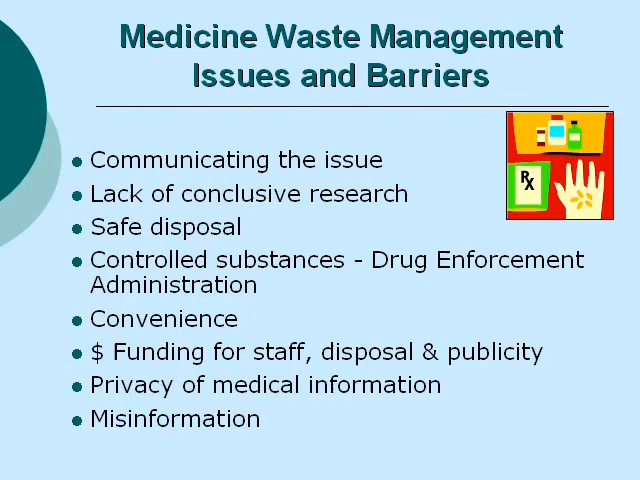 Medicine Waste Management
Issues and Barriers
Communicating the issue
Lack of conclusive research
Safe disposal
Controlled substances - Drug Enforcement
Administration
Convenience
$ Funding for staff, disposal & publicity
Privacy of medical information
Misinformation
RX